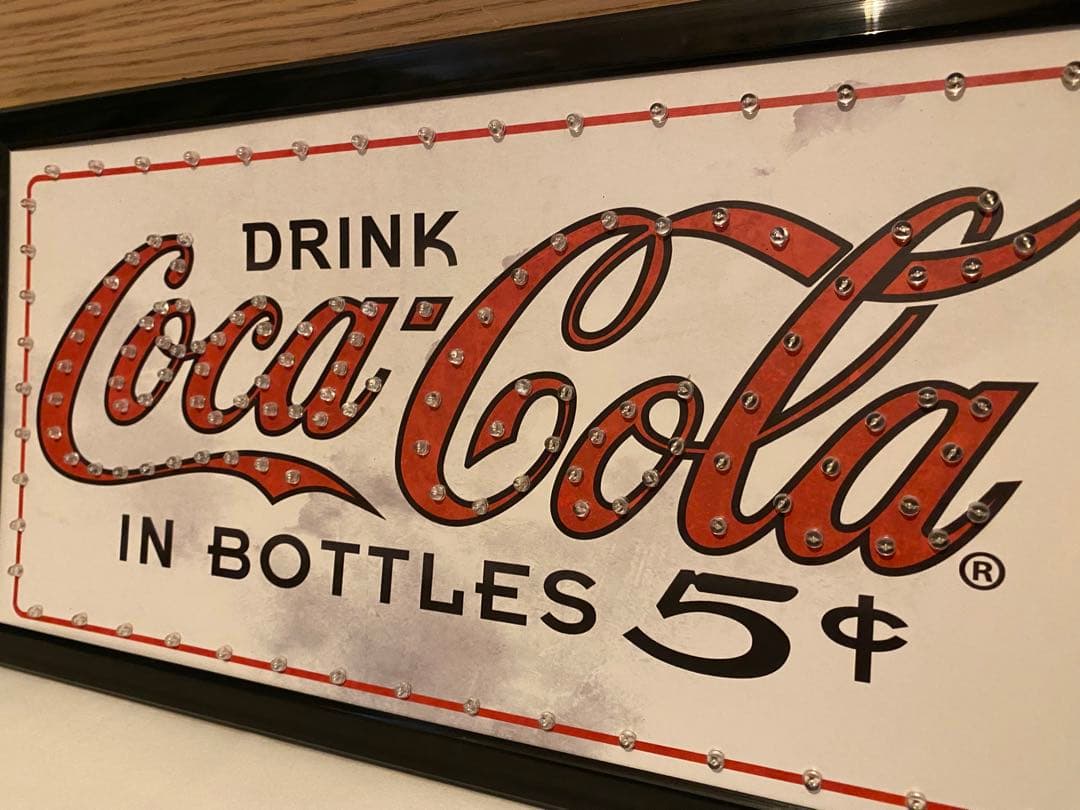 DRINK
Coca-Cola ®
IN BOTTLES 5¢